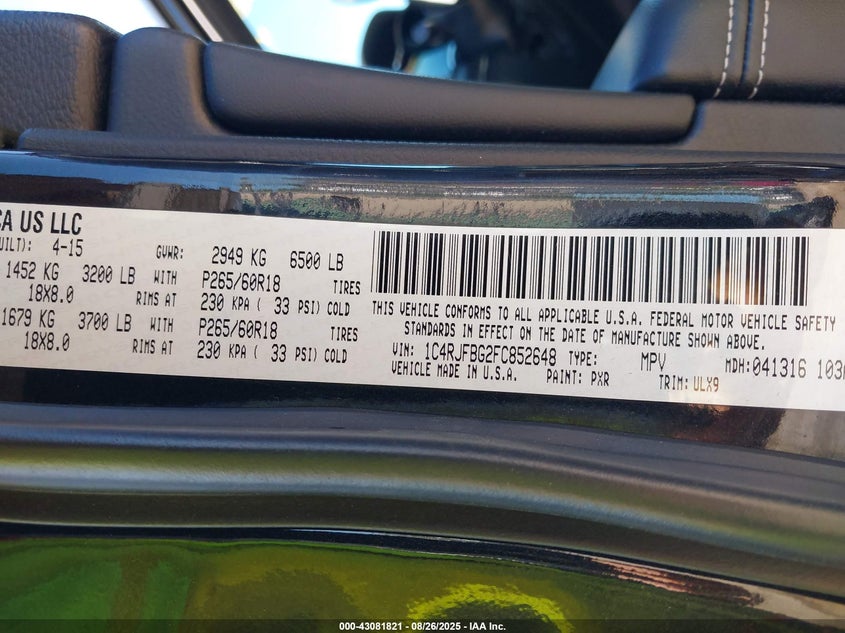 CA US LLC
BUILT): 4-15 GVWR: 2949 KG 6500 LB
1452 KG 3200 LB WITH P265/60R18 TIRES
18X8.0 RIMS AT 230 KPA ( 33 PSI) COLD
1679 KG 3700 LB WITH P265/60R18 TIRES
18X8.0 RIMS AT 230 KPA ( 33 PSI) COLD
THIS VEHICLE CONFORMS TO ALL APPLICABLE U.S.A. FEDERAL MOTOR VEHICLE SAFETY
STANDARDS IN EFFECT ON THE DATE OF MANUFACTURE SHOWN ABOVE.
VIN: 1C4RJFBG2FC852648 TYPE: MPV MDH:041316 103
VEHICLE MADE IN U.S.A. PAINT: PXR TRIM: ULX9
000-43081821 - 08/26/2025 - IAA Inc.